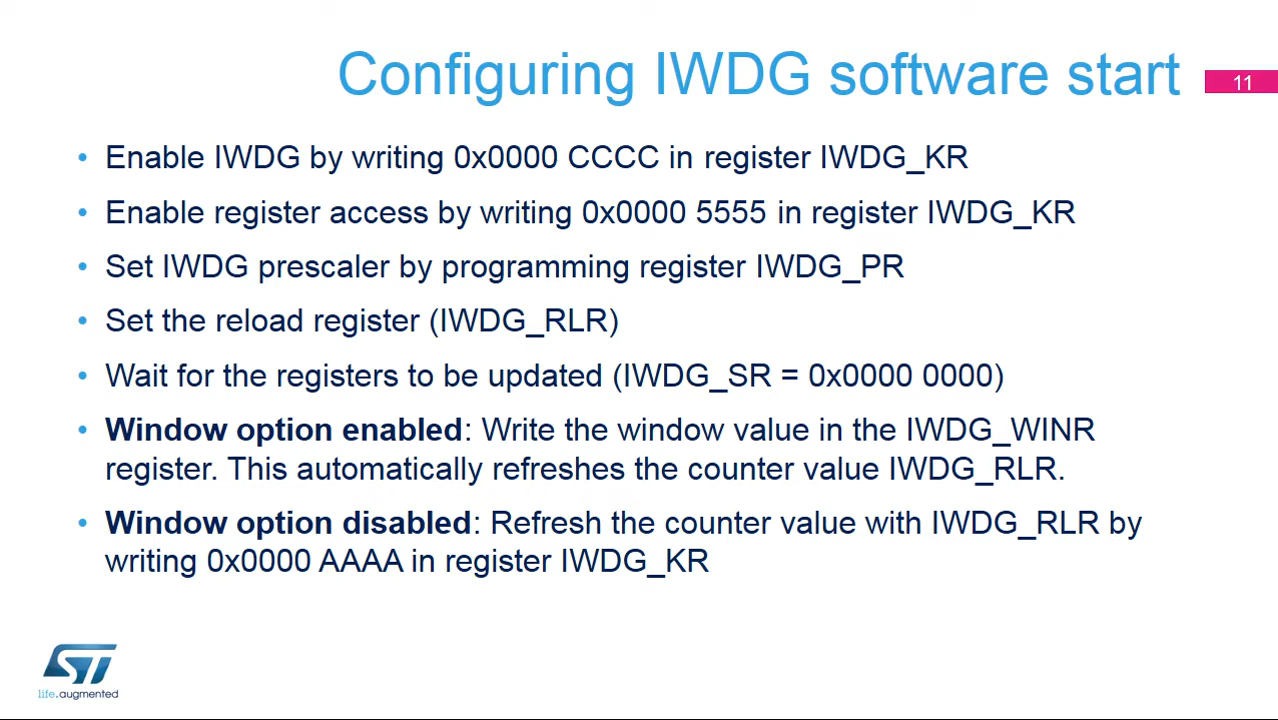 Configuring IWDG software start
11
• Enable IWDG by writing 0x0000 CCCC in register IWDG_KR
• Enable register access by writing 0x0000 5555 in register IWDG_KR
• Set IWDG prescaler by programming register IWDG_PR
• Set the reload register (IWDG_RLR)
• Wait for the registers to be updated (IWDG_SR = 0x0000 0000)
• Window option enabled: Write the window value in the IWDG_WINR
register. This automatically refreshes the counter value IWDG_RLR.
• Window option disabled: Refresh the counter value with IWDG_RLR by
writing 0x0000 AAAA in register IWDG_KR
ST
life.augmented